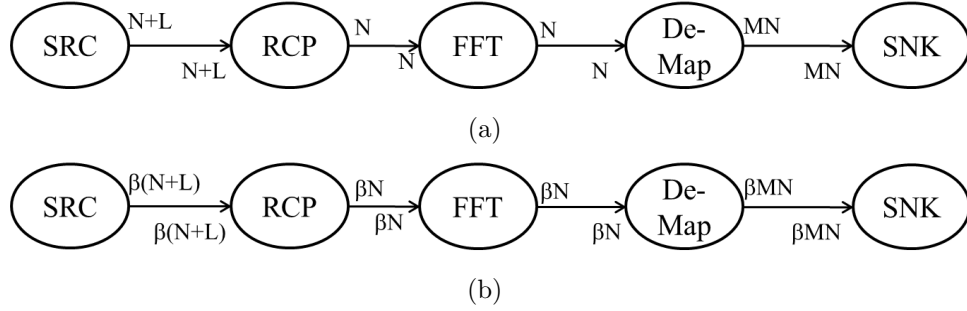 N+L N N MN
SRC RCP FFT De-Map SNK
N+L N N MN
(a)
β(N+L) βN βN βMN
SRC RCP FFT De-Map SNK
β(N+L) βN βN βMN
(b)